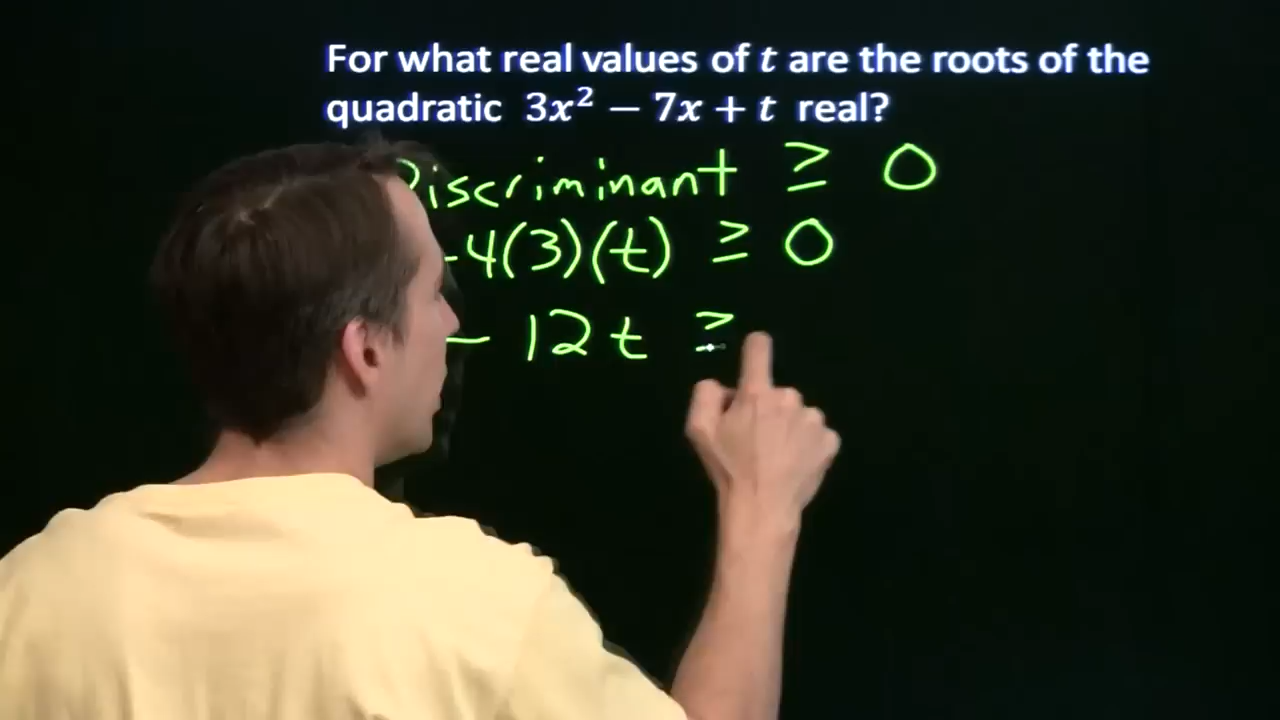 For what real values of t are the roots of the
quadratic 3x² − 7x + t real?
Discriminant ≥ 0
-4(3)(t) ≥ 0
- 12t ≥